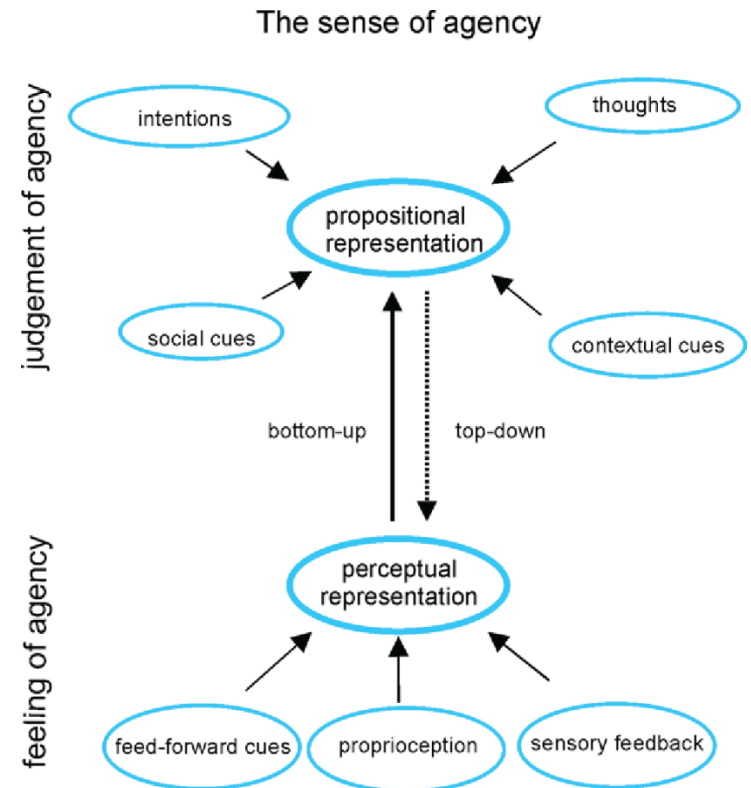 The sense of agency
judgement of agency
intentions
thoughts
propositional
representation
social cues
contextual cues
bottom-up
top-down
feeling of agency
perceptual
representation
feed-forward cues
proprioception
sensory feedback